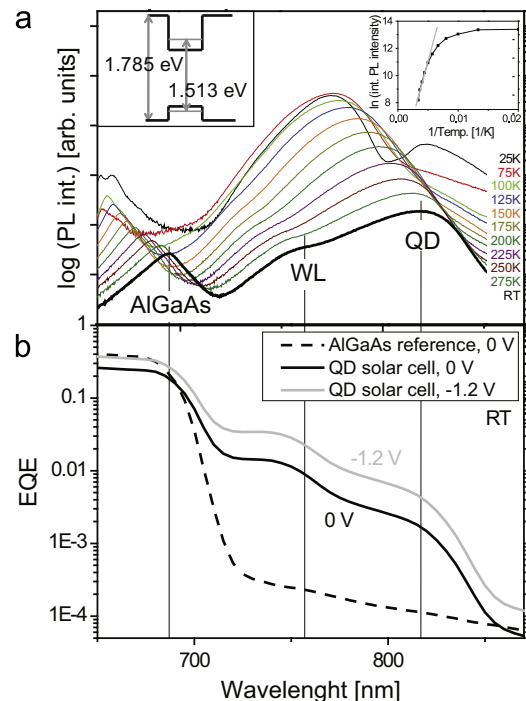 a
1.785 eV
1.513 eV
ln (int. PL intensity)
14
12
10
8
0.00
0.01
0.02
1/Temp. [1/K]
log (PL int.) [arb. units]
25K
75K
100K
125K
150K
175K
200K
225K
250K
275K
RT
AlGaAs
WL
QD
b
AlGaAs reference, 0 V
QD solar cell, 0 V
QD solar cell, -1.2 V
RT
-1.2 V
0 V
EQE
1
0.1
0.01
1E-3
1E-4
700
800
Wavelenght [nm]